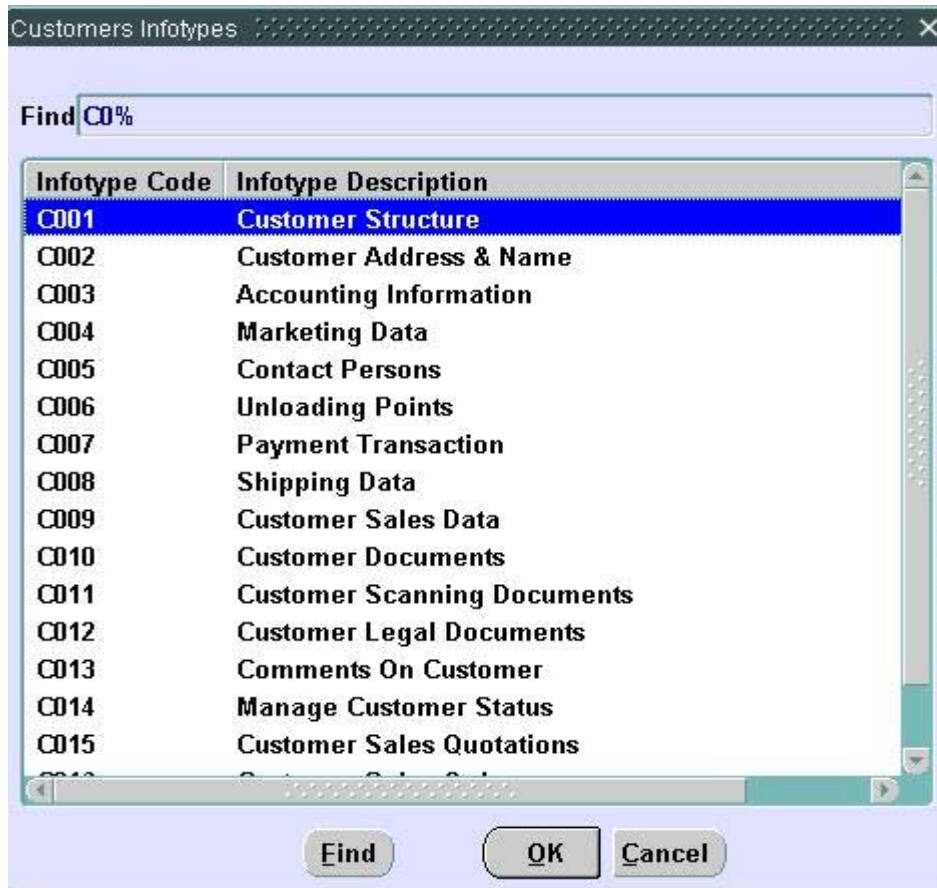 Customers Infotypes
Find C0%
Infotype Code Infotype Description
C001 Customer Structure
C002 Customer Address & Name
C003 Accounting Information
C004 Marketing Data
C005 Contact Persons
C006 Unloading Points
C007 Payment Transaction
C008 Shipping Data
C009 Customer Sales Data
C010 Customer Documents
C011 Customer Scanning Documents
C012 Customer Legal Documents
C013 Comments On Customer
C014 Manage Customer Status
C015 Customer Sales Quotations
Find OK Cancel